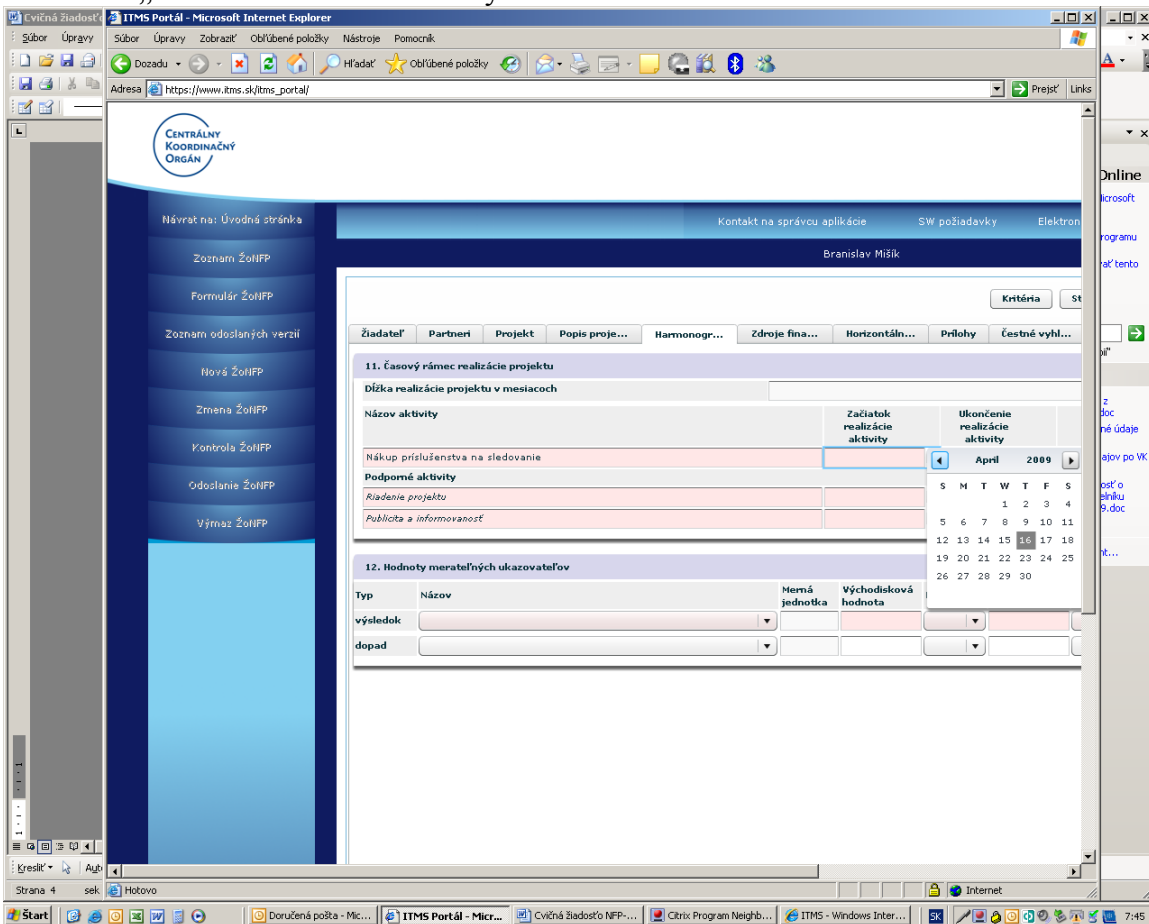 Cvičná žiadosť
ITMS Portál - Microsoft Internet Explorer
Súbor Úpravy
Súbor Úpravy Zobraziť Obľúbené položky Nástroje Pomocník
Dozadu Hľadať Obľúbené položky
Adresa https://www.itms.sk/itms_portal/ Prejsť Links
CENTRÁLNY
KOORDINAČNÝ
ORGÁN
Online
Microsoft
Návrat na: Úvodná stránka
Kontakt na správcu aplikácie SW požiadavky Elektron
rogramu
Zoznam ŽoNFP
Branislav Mišík
ať tento
Formulár ŽoNFP
Kritéria St
Zoznam odoslaných verzií
Žiadateľ Partneri Projekt Popis proje... Harmonogr... Zdroje fina... Horizontáln... Prílohy Čestné vyhl...
11. Časový rámec realizácie projektu
Nová ŽoNFP
Dĺžka realizácie projektu v mesiacoch
Zmena ŽoNFP
Názov aktivity Začiatok realizácie aktivity Ukončenie realizácie aktivity
né údaje
Kontrola ŽoNFP
Nákup príslušenstva na sledovanie
April 2009
ajov po VK
Podporné aktivity
Odoslanie ŽoNFP
S M T W T F S
Riadenie projektu
1 2 3 4
9.doc
Výmaz ŽoNFP
Publicita a informovanosť
5 6 7 8 9 10 11
12 13 14 15 16 17 18
19 20 21 22 23 24 25
26 27 28 29 30
12. Hodnoty merateľných ukazovateľov
Typ Názov Merná jednotka Východisková hodnota
výsledok
dopad
Kresliť
Strana 4 sek
Hotovo Internet
Štart Doručená pošta - Mic... ITMS Portál - Micr... Cvičná žiadosťo NFP-... Citrix Program Neighb... ITMS - Windows Inter... SK 7:45